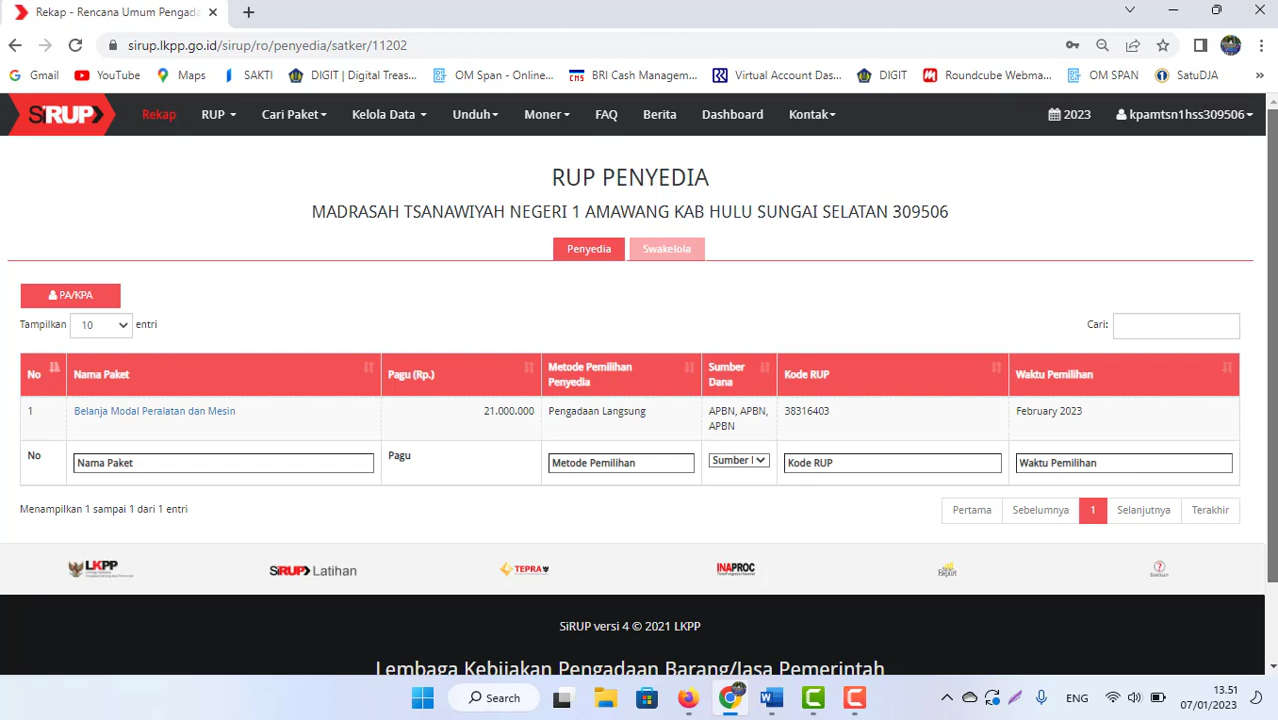 Rekap - Rencana Umum Pengada
sirup.lkpp.go.id/sirup/ro/penyedia/satker/11202
Gmail YouTube Maps SAKTI DIGIT | Digital Treas... OM Span - Online... BRI Cash Managem... Virtual Account Das... DIGIT Roundcube Webma... OM SPAN SatuDJA »
SiRUP Rekap RUP Cari Paket Kelola Data Unduh Moner FAQ Berita Dashboard Kontak 2023 kpamtsn1hss309506
RUP PENYEDIA
MADRASAH TSANAWIYAH NEGERI 1 AMAWANG KAB HULU SUNGAI SELATAN 309506
Penyedia Swakelola
PA/KPA
Tampilkan 10 entri Cari:
No Nama Paket Pagu (Rp.) Metode Pemilihan Penyedia Sumber Dana Kode RUP Waktu Pemilihan
1 Belanja Modal Peralatan dan Mesin 21.000.000 Pengadaan Langsung APBN, APBN, APBN 38316403 February 2023
No Nama Paket Pagu Metode Pemilihan Sumber Kode RUP Waktu Pemilihan
Menampilkan 1 sampai 1 dari 1 entri Pertama Sebelumnya 1 Selanjutnya Terakhir
LKPP SiRUP Latihan TEPRA INAPROC
SiRUP versi 4 © 2021 LKPP
Lembaga Kebijakan Pengadaan Barang/Jasa Pemerintah
Search ENG 13.51
07/01/2023